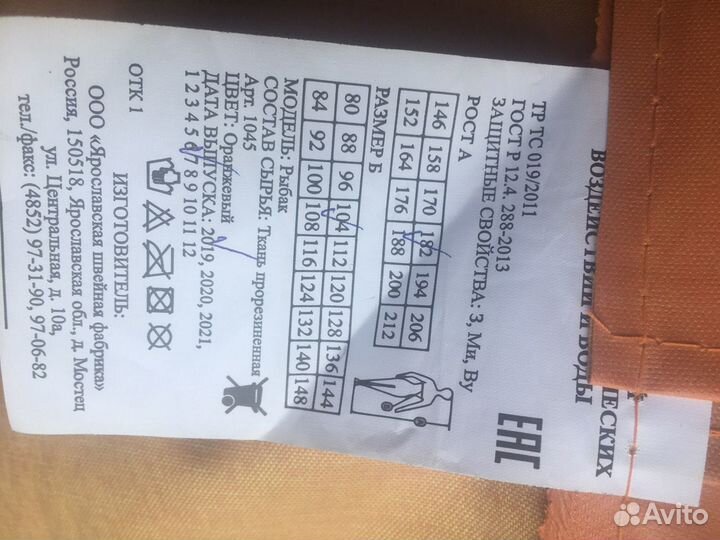 ЧЕСКИХ
ВОЗДЕЙСТВИЙ И ВОДЫ
ТР ТС 019/2011
ГОСТ Р 12.4. 288-2013
ЗАЩИТНЫЕ СВОЙСТВА: З, Ми, Ву
EAC
РОСТ А
146 158 170 182 194 206
152 164 176 188 200 212
РАЗМЕР Б
80 88 96 104 112 120 128 136 144
84 92 100 108 116 124 132 140 148
МОДЕЛЬ: Рыбак
СОСТАВ СЫРЬЯ: Ткань прорезиненная
Арт. 1045
ЦВЕТ: Оранжевый
ДАТА ВЫПУСКА: 2019, 2020, 2021,
1 2 3 4 5 6 7 8 9 10 11 12
ОТК 1
ИЗГОТОВИТЕЛЬ:
ООО «Ярославская швейная фабрика»
Россия, 150518, Ярославская обл., д. Мостец
ул. Центральная, д. 10а,
тел./факс: (4852) 97-31-90, 97-06-82
Avito